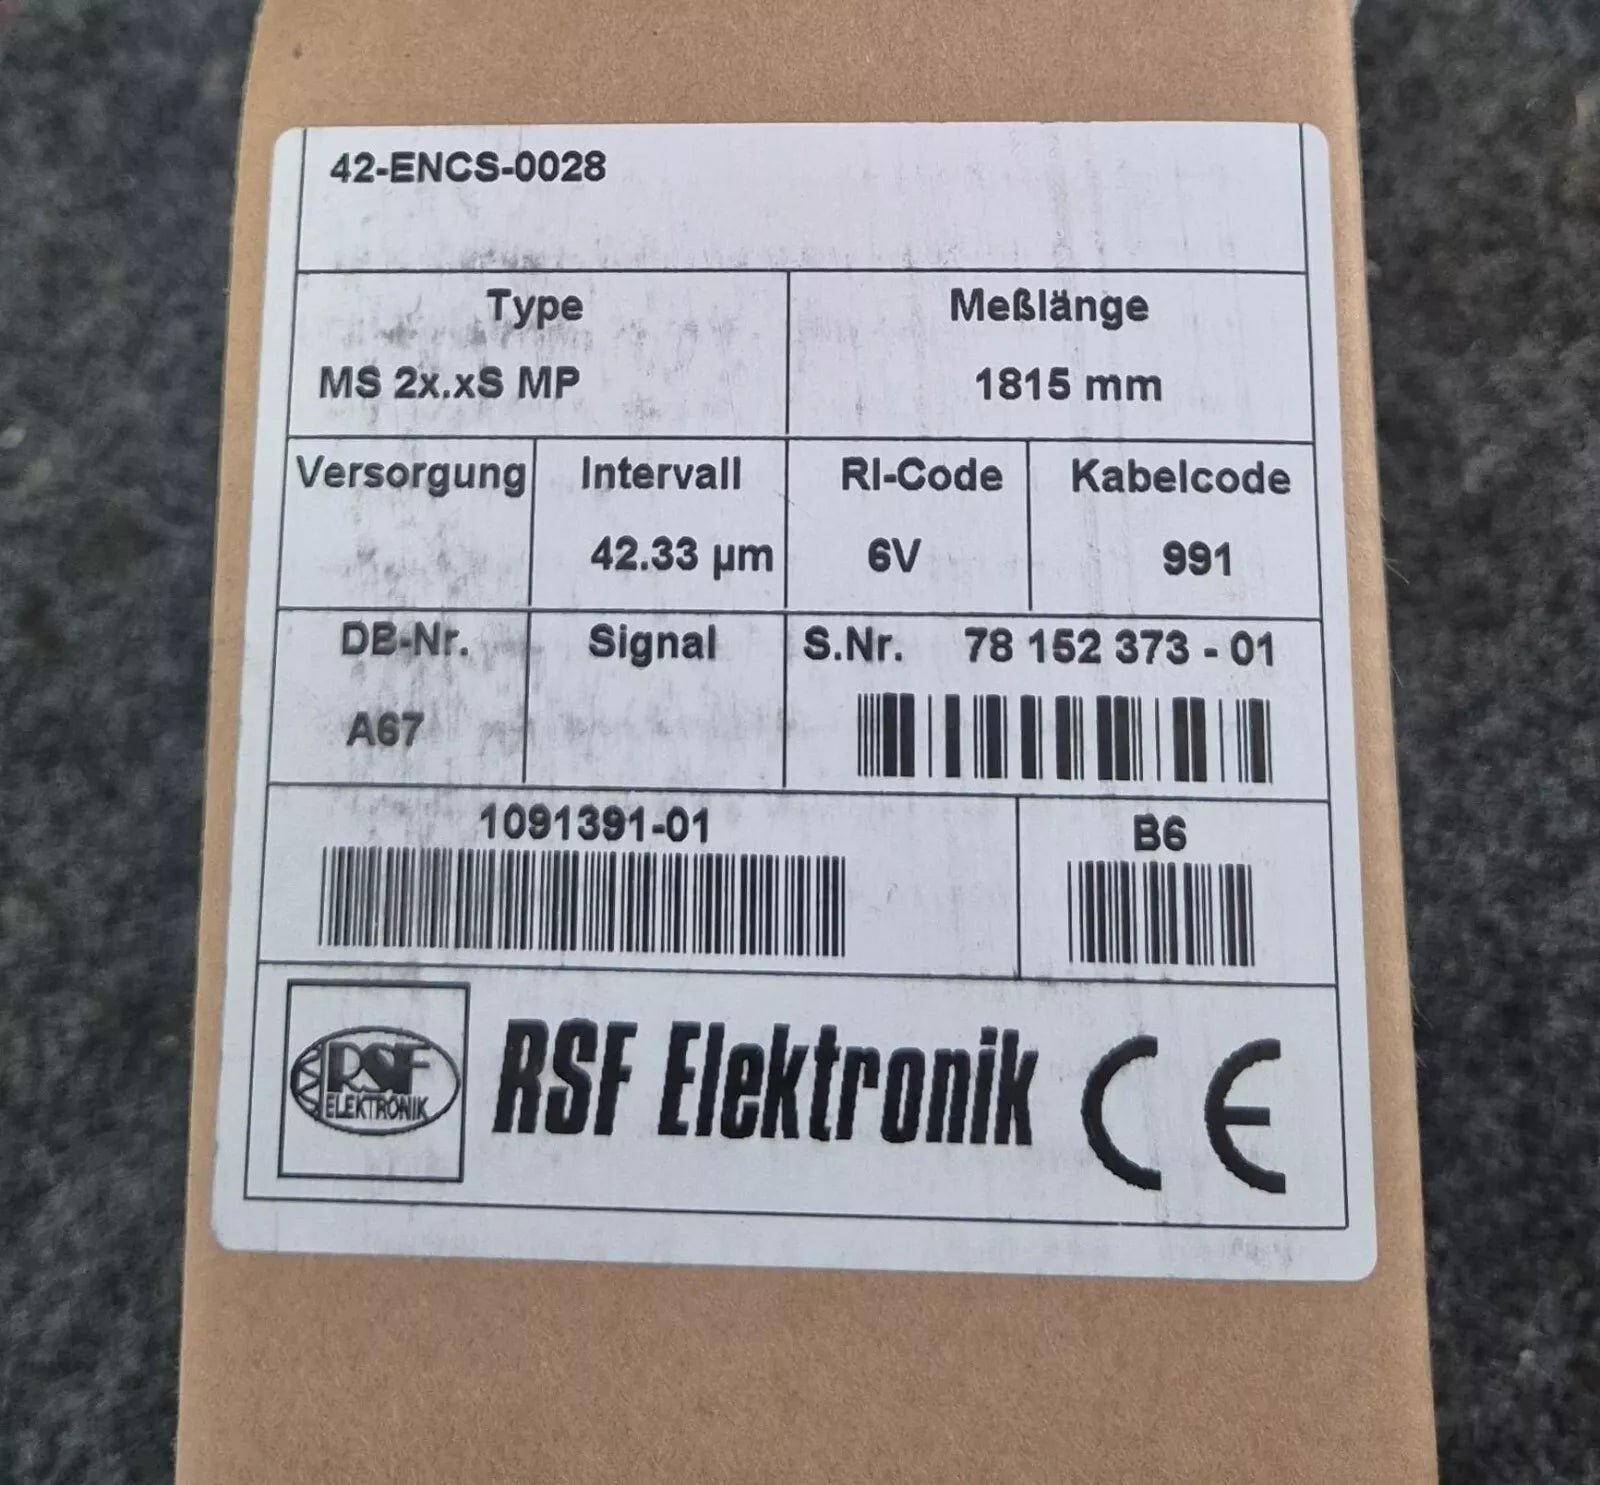 42-ENCS-0028
Type Meßlänge
MS 2x.xS MP 1815 mm
Versorgung Intervall RI-Code Kabelcode
42.33 µm 6V 991
DB-Nr. Signal S.Nr. 78 152 373 - 01
A67
1091391-01 B6
RSF
ELEKTRONIK
RSF Elektronik CE